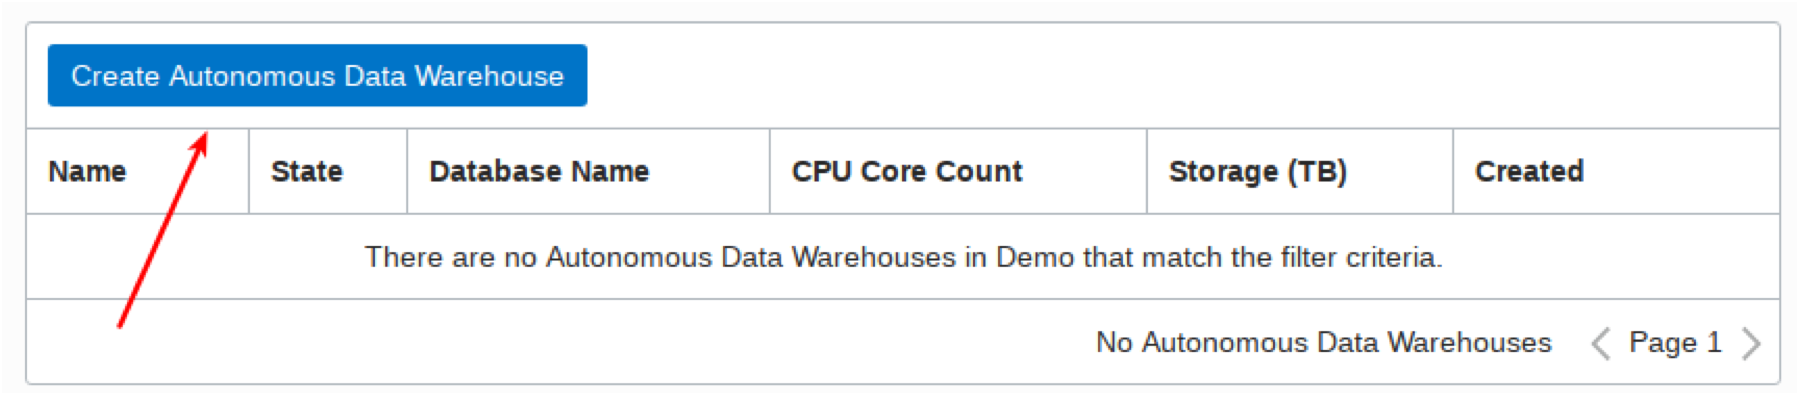 Create Autonomous Data Warehouse
Name State Database Name CPU Core Count Storage (TB) Created
There are no Autonomous Data Warehouses in Demo that match the filter criteria.
No Autonomous Data Warehouses Page 1